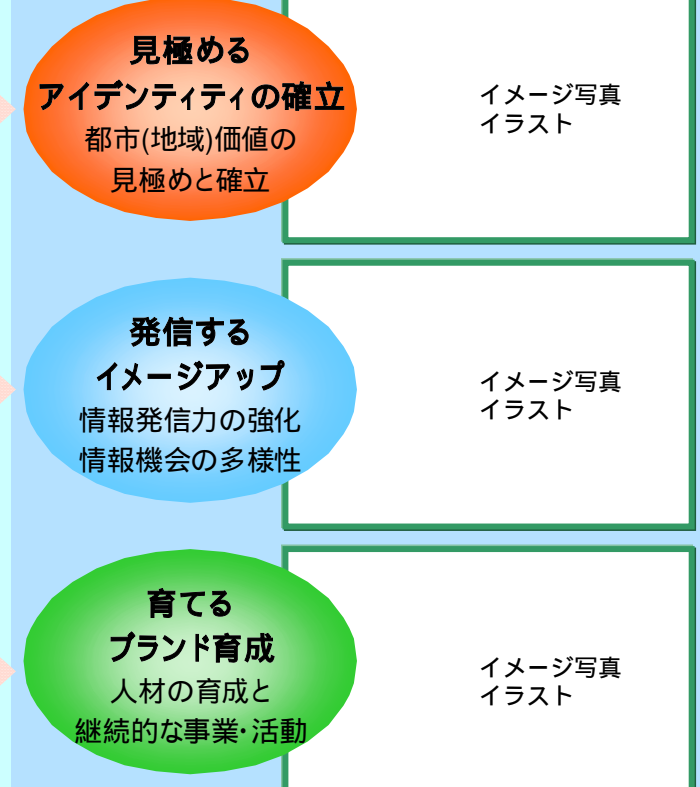 見極める
アイデンティティの確立
都市(地域)価値の
見極めと確立
イメージ写真
イラスト
発信する
イメージアップ
情報発信力の強化
情報機会の多様性
イメージ写真
イラスト
育てる
ブランド育成
人材の育成と
継続的な事業・活動
イメージ写真
イラスト